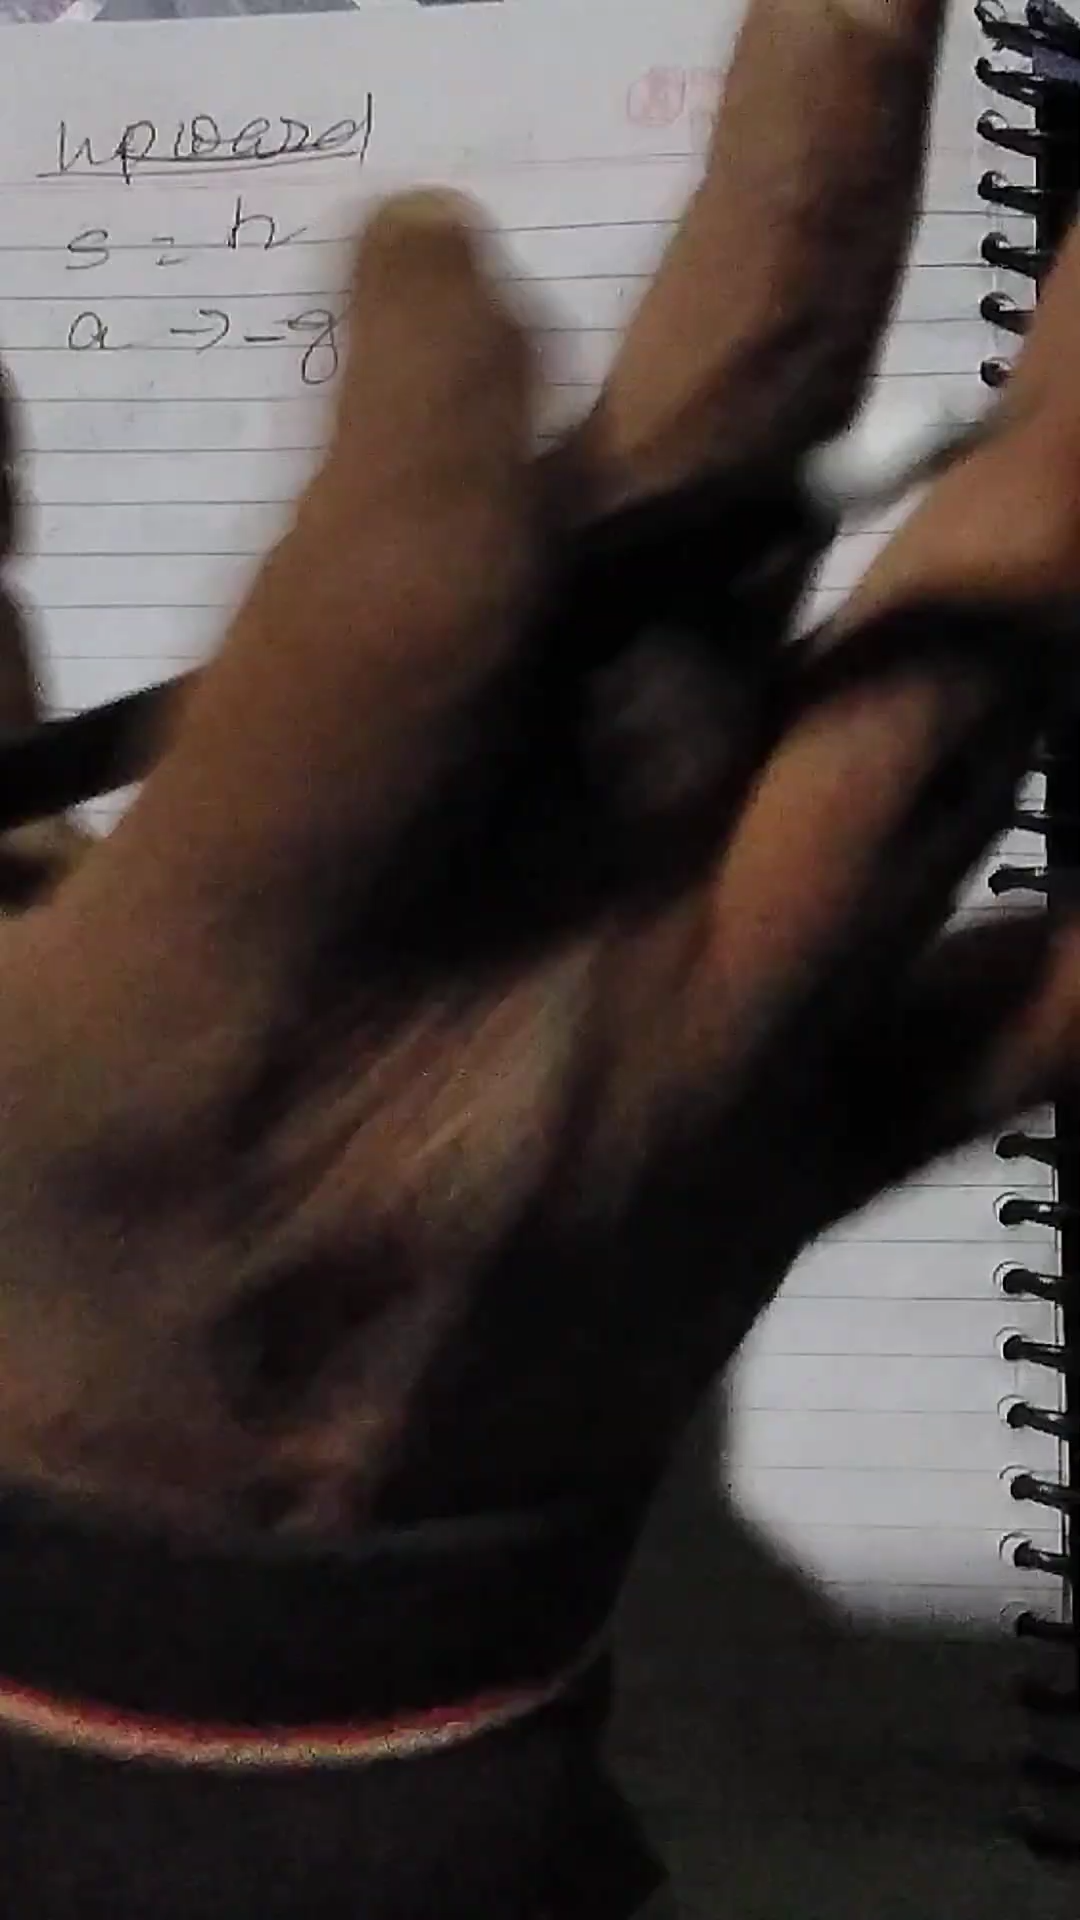 upward
s = h
a → -g